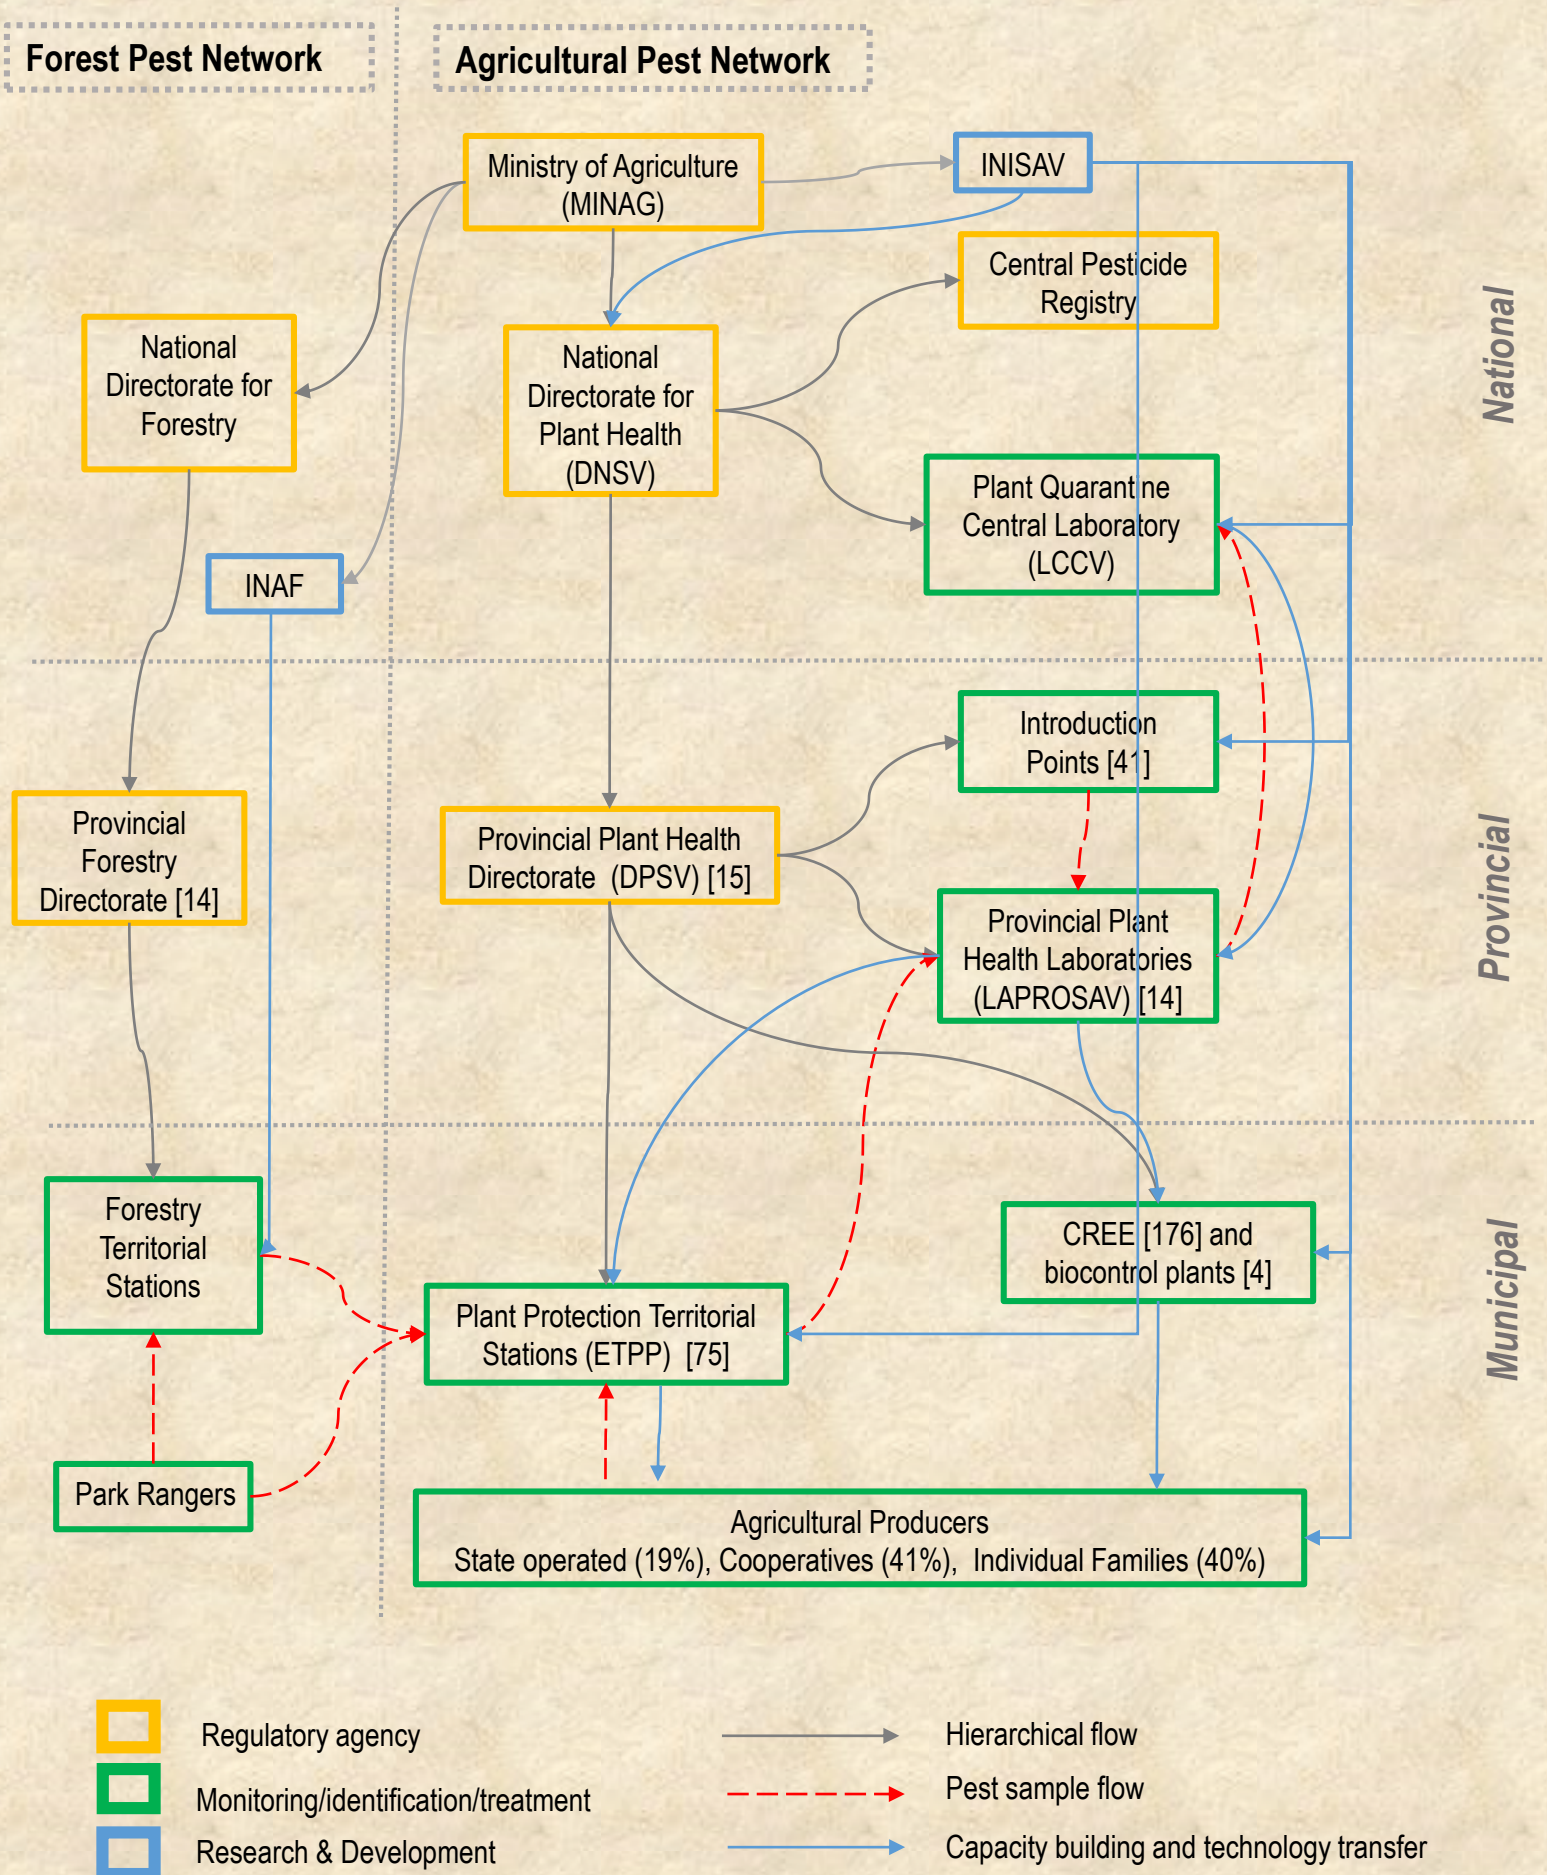 Forest Pest Network
Agricultural Pest Network
Ministry of Agriculture
(MINAG)
INISAV
Central Pesticide
Registry
National
Directorate for
Forestry
National
Directorate for
Plant Health
(DNSV)
National
Plant Quarantine
Central Laboratory
(LCCV)
INAF
Introduction
Points [41]
Provincial
Forestry
Directorate [14]
Provincial Plant Health
Directorate (DPSV) [15]
Provincial
Provincial Plant
Health Laboratories
(LAPROSAV) [14]
Forestry
Territorial
Stations
CREE [176] and
biocontrol plants [4]
Municipal
Plant Protection Territorial
Stations (ETPP) [75]
Park Rangers
Agricultural Producers
State operated (19%), Cooperatives (41%), Individual Families (40%)
Regulatory agency
Hierarchical flow
Monitoring/identification/treatment
Pest sample flow
Research & Development
Capacity building and technology transfer